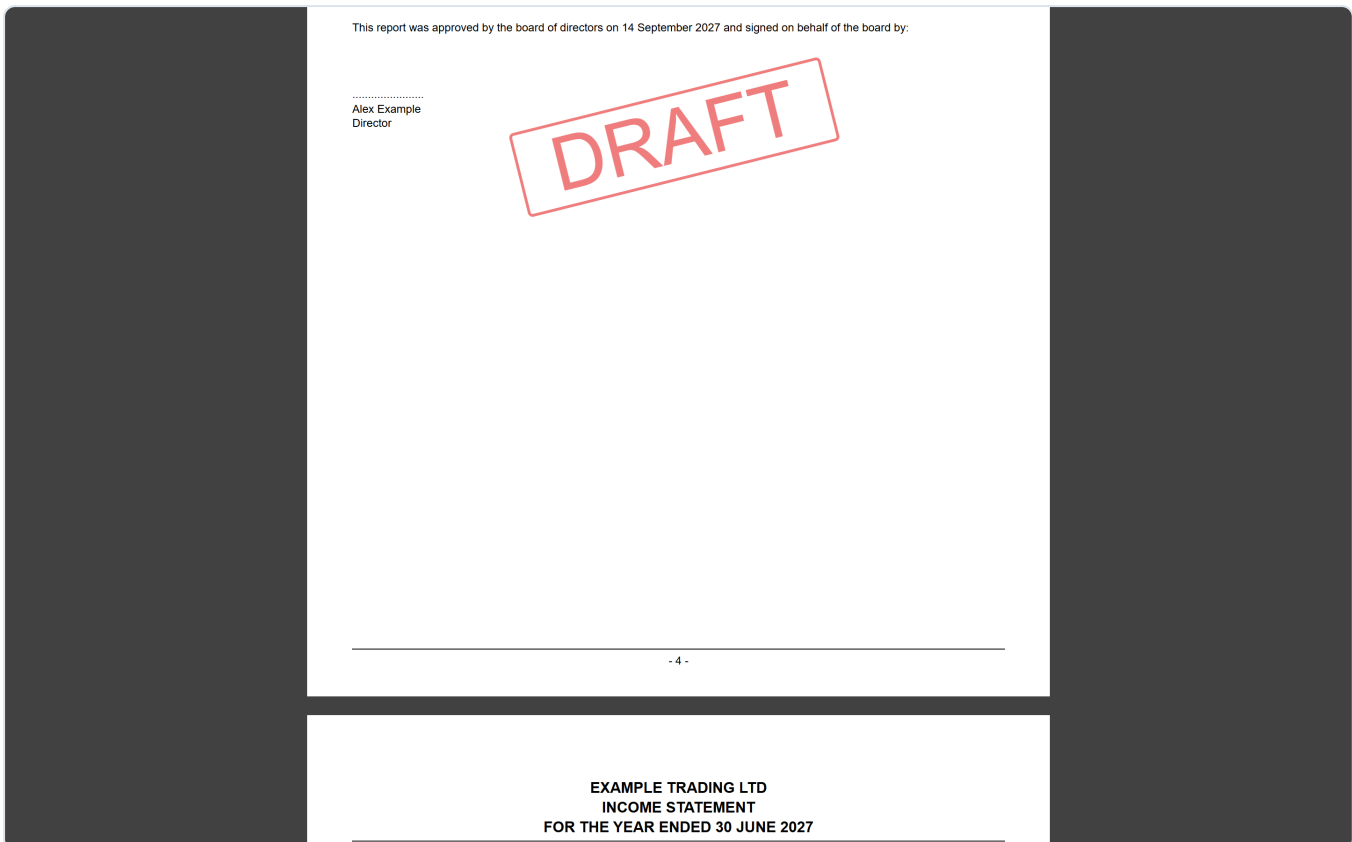 This report was approved by the board of directors on 14 September 2027 and signed on behalf of the board by:
.......................
Alex Example
Director
DRAFT
- 4 -
EXAMPLE TRADING LTD
INCOME STATEMENT
FOR THE YEAR ENDED 30 JUNE 2027